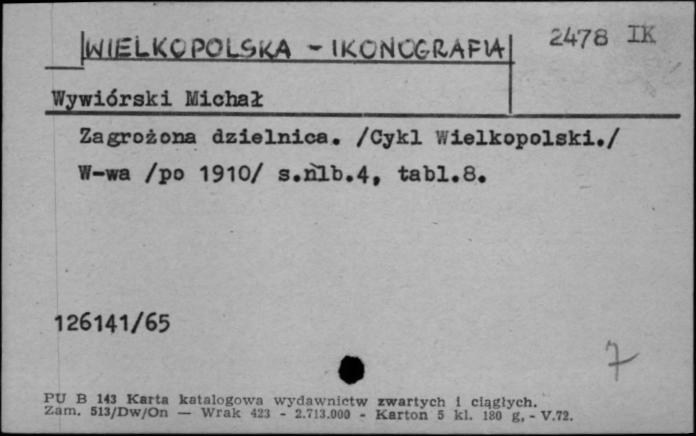 WIELKOPOLSKA - IKONOGRAFIA 2478 IK
Wywiórski Michał
Zagrożona dzielnica. /Cykl Wielkopolski./
W-wa /po 1910/ s.nlb.4, tabl.8.
126141/65
7
PU B 143 Karta katalogowa wydawnictw zwartych i ciągłych.
Zam. 513/Dw/On — Wrak 423 - 2.713.000 - Karton 5 kl. 180 g, - V.72.